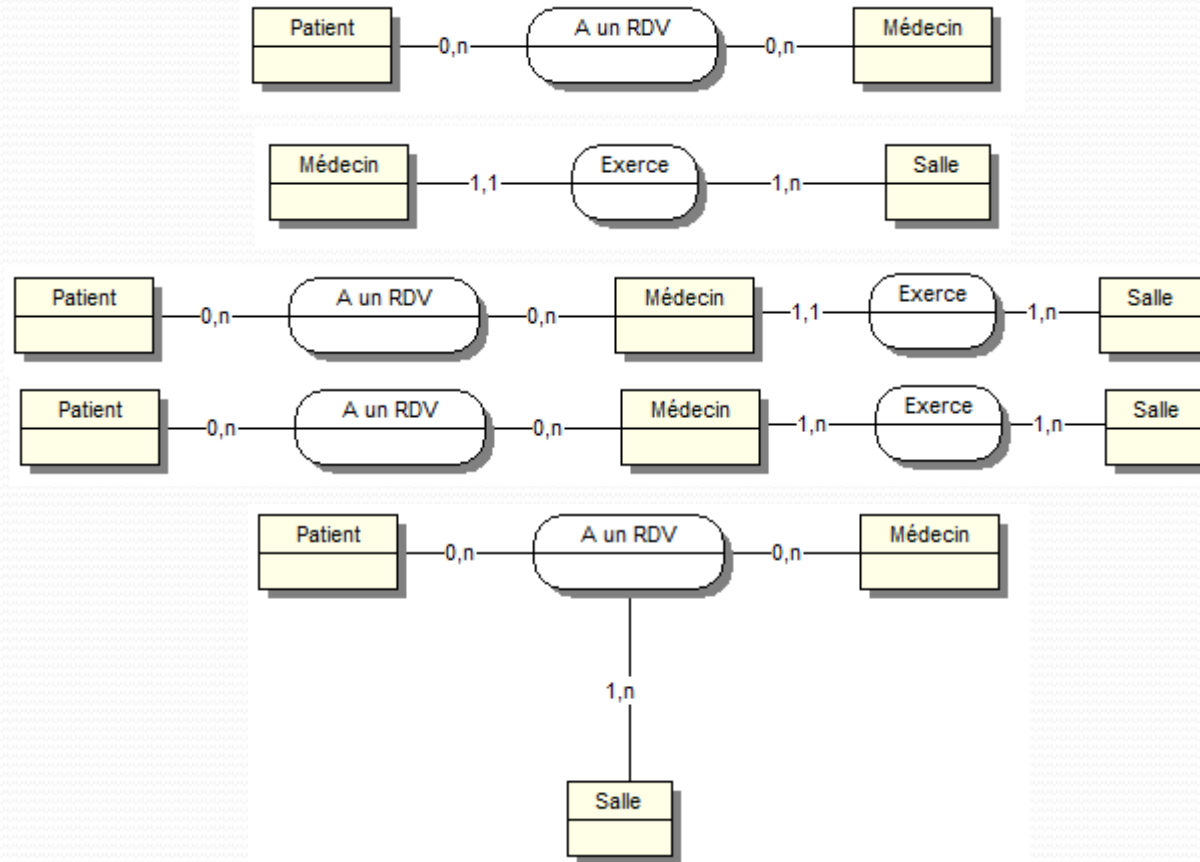 Patient A un RDV Médecin
0,n 0,n
Médecin Exerce Salle
1,1 1,n
Patient A un RDV Médecin Exerce Salle
0,n 0,n 1,1 1,n
Patient A un RDV Médecin Exerce Salle
0,n 0,n 1,n 1,n
Patient A un RDV Médecin
0,n 0,n
1,n
Salle